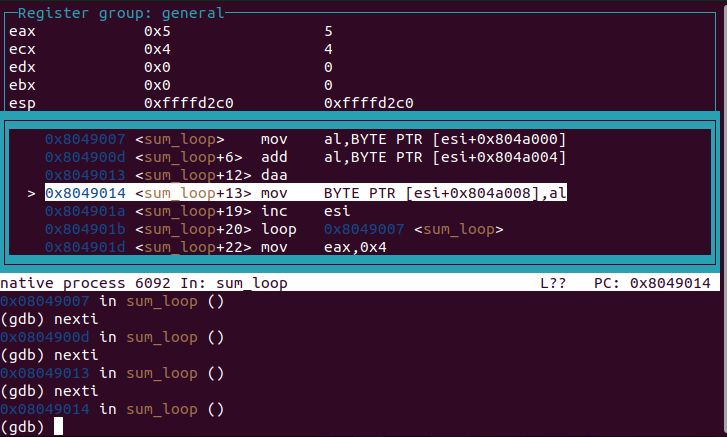 Register group: general
eax 0x5 5
ecx 0x4 4
edx 0x0 0
ebx 0x0 0
esp 0xffffd2c0 0xffffd2c0
0x8049007 <sum_loop> mov al,BYTE PTR [esi+0x804a000]
0x804900d <sum_loop+6> add al,BYTE PTR [esi+0x804a004]
0x8049013 <sum_loop+12> daa
> 0x8049014 <sum_loop+13> mov BYTE PTR [esi+0x804a008],al
0x804901a <sum_loop+19> inc esi
0x804901b <sum_loop+20> loop 0x8049007 <sum_loop>
0x804901d <sum_loop+22> mov eax,0x4
native process 6092 In: sum_loop L?? PC: 0x8049014
0x08049007 in sum_loop ()
(gdb) nexti
0x0804900d in sum_loop ()
(gdb) nexti
0x08049013 in sum_loop ()
(gdb) nexti
0x08049014 in sum_loop ()
(gdb)